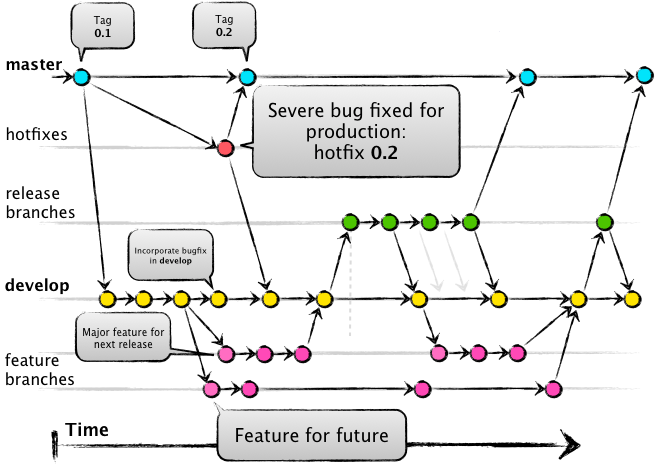 Tag
0.1
Tag
0.2
master
Severe bug fixed for
production:
hotfix 0.2
hotfixes
release
branches
Incorporate bugfix
in develop
develop
Major feature for
next release
feature
branches
Feature for future
Time